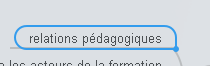 relations pédagogiques
les acteurs de la formation